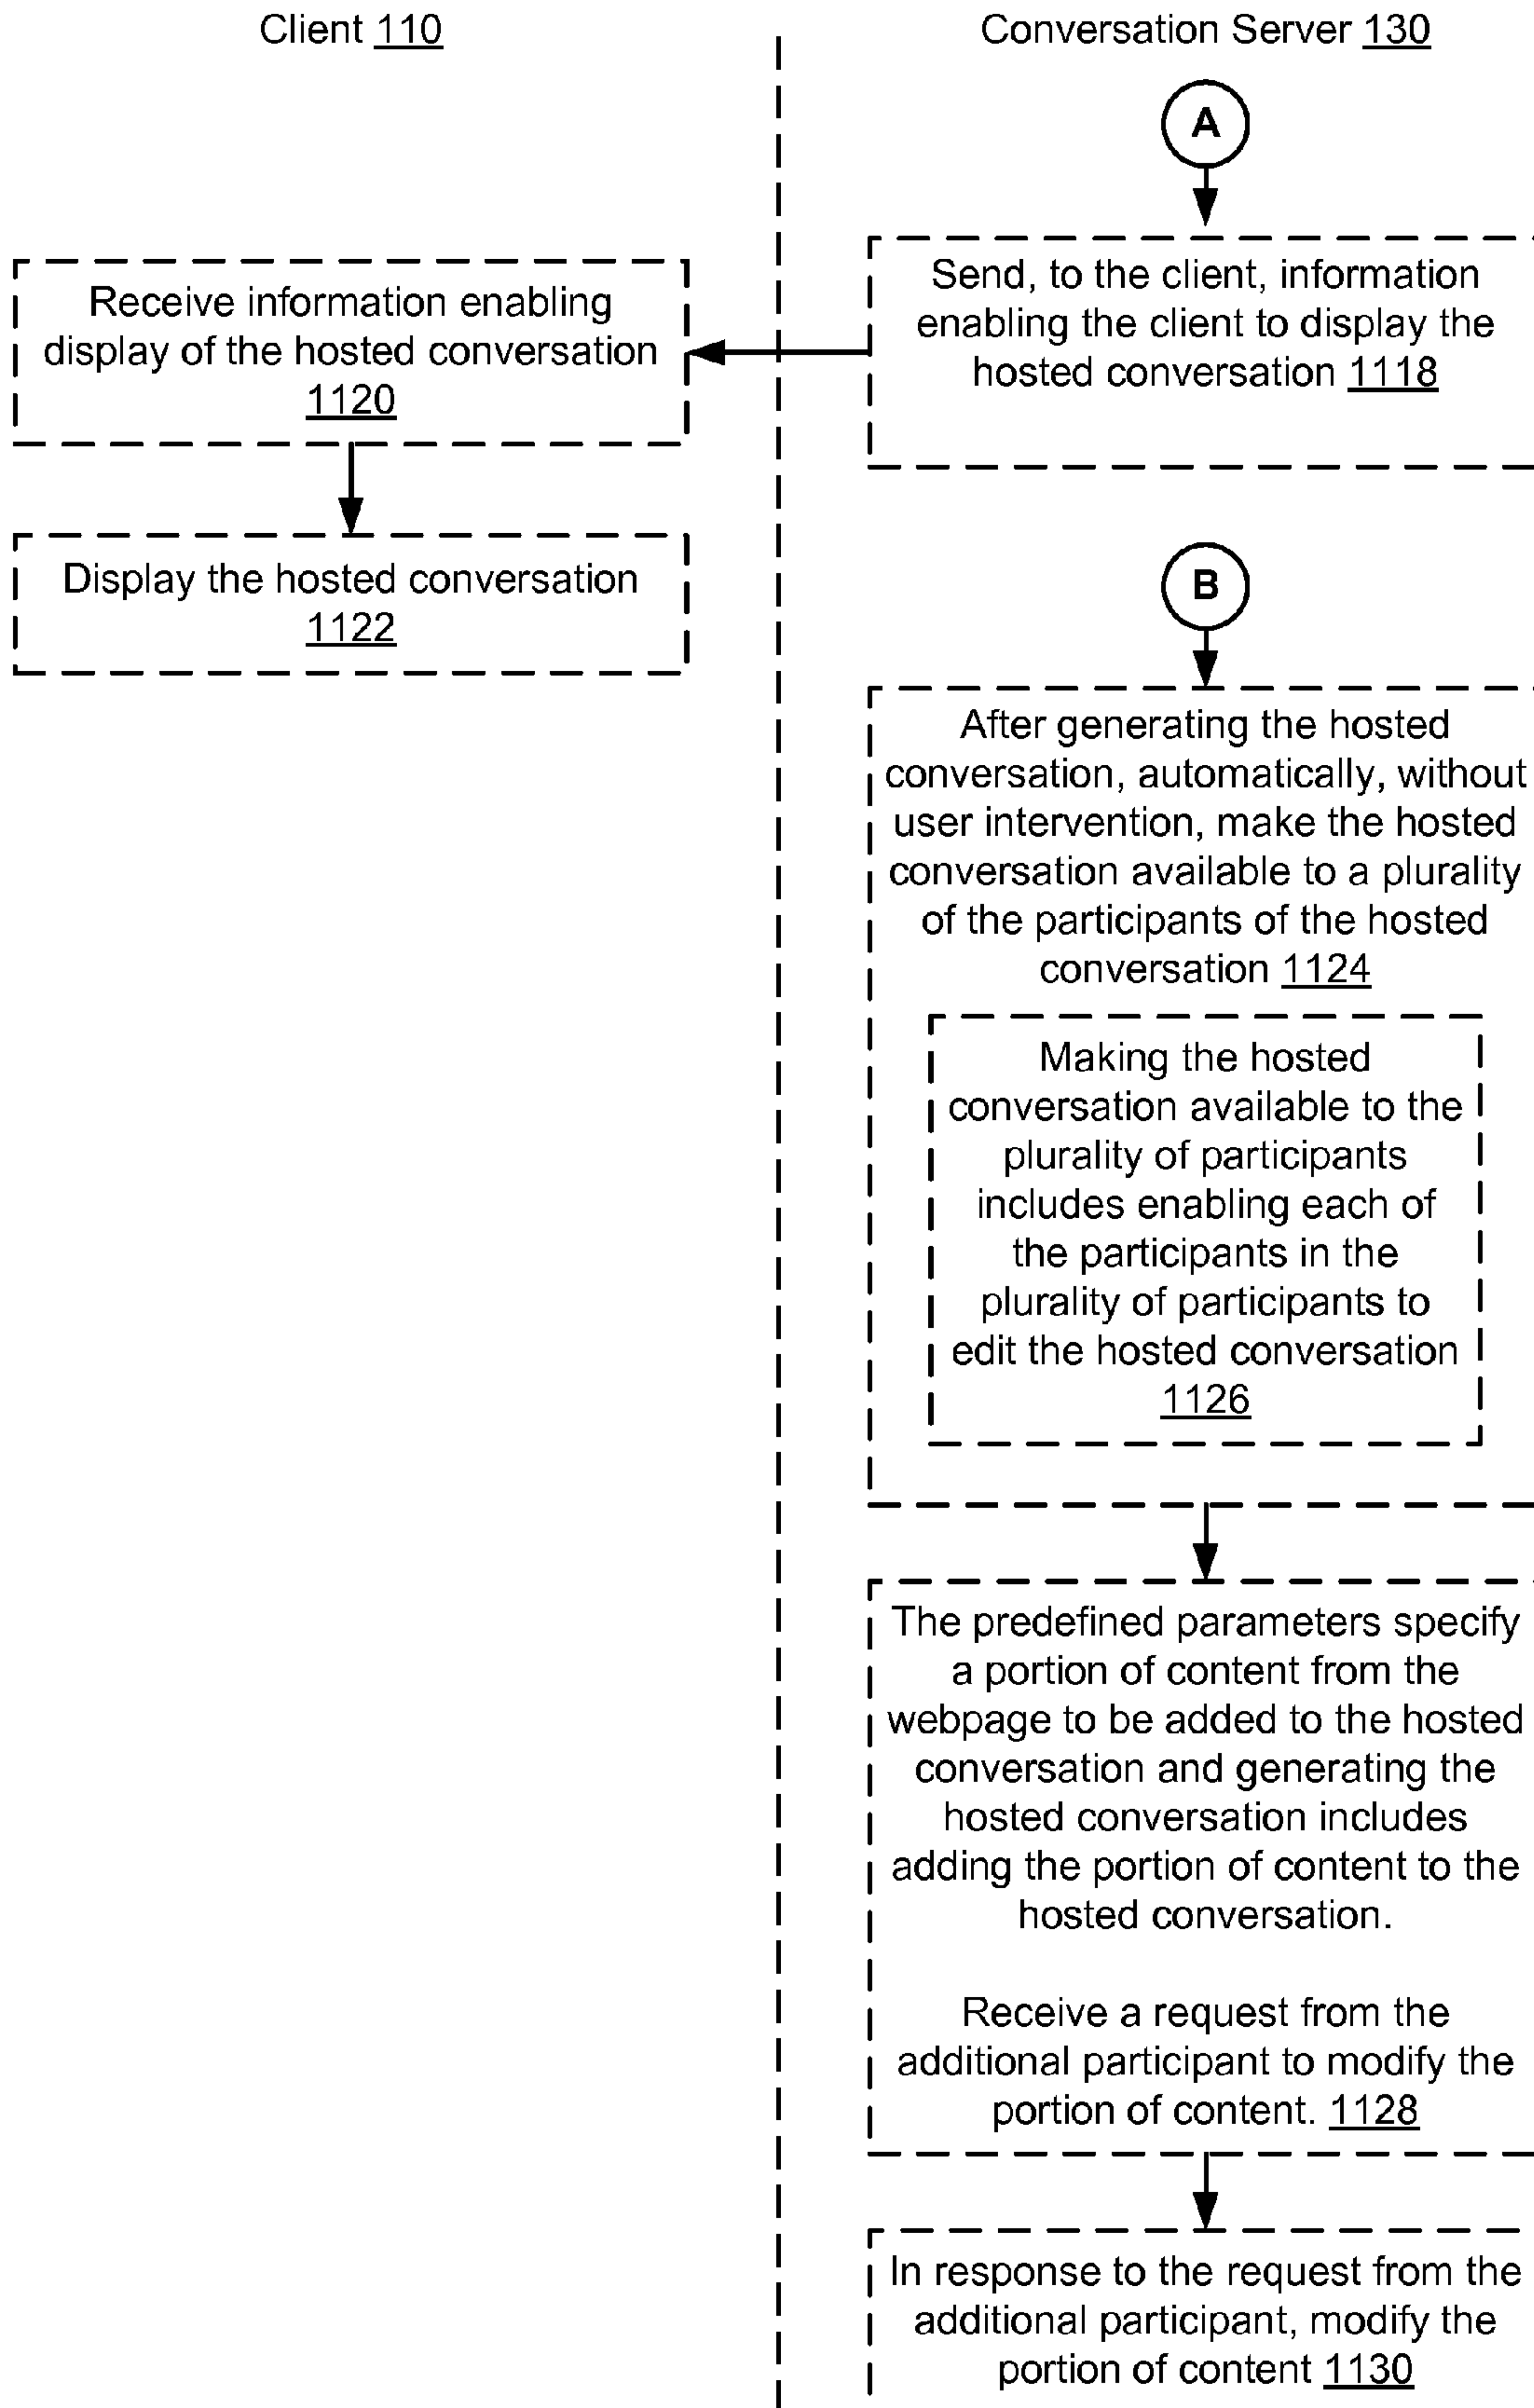 Client 110
Conversation Server 130
A
Send, to the client, information
enabling the client to display the
hosted conversation 1118
Receive information enabling
display of the hosted conversation
1120
Display the hosted conversation
1122
B
After generating the hosted
conversation, automatically, without
user intervention, make the hosted
conversation available to a plurality
of the participants of the hosted
conversation 1124
Making the hosted
conversation available to the
plurality of participants
includes enabling each of
the participants in the
plurality of participants to
edit the hosted conversation
1126
The predefined parameters specify
a portion of content from the
webpage to be added to the hosted
conversation and generating the
hosted conversation includes
adding the portion of content to the
hosted conversation.
Receive a request from the
additional participant to modify the
portion of content. 1128
In response to the request from the
additional participant, modify the
portion of content 1130